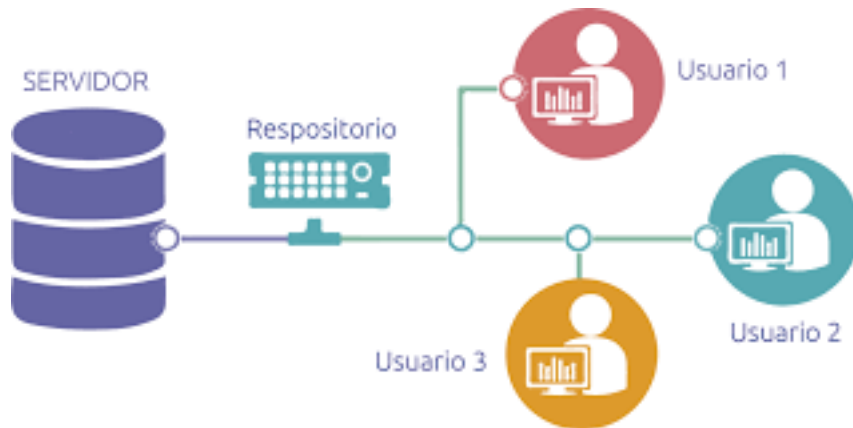 SERVIDOR
Respositorio
Usuario 1
Usuario 2
Usuario 3